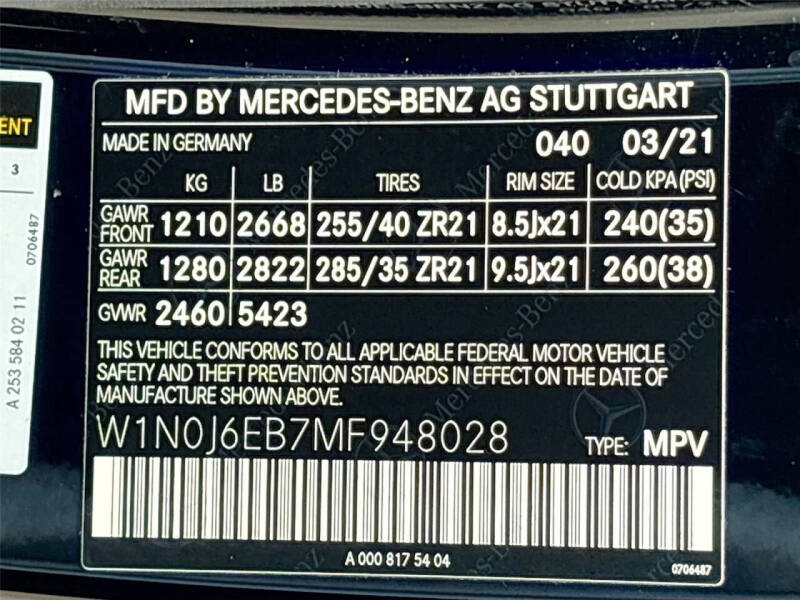 MFD BY MERCEDES-BENZ AG STUTTGART
MADE IN GERMANY 040 03/21
KG LB TIRES RIM SIZE COLD KPA(PSI)
GAWR FRONT 1210 2668 255/40 ZR21 8.5Jx21 240(35)
GAWR REAR 1280 2822 285/35 ZR21 9.5Jx21 260(38)
GVWR 2460 5423
THIS VEHICLE CONFORMS TO ALL APPLICABLE FEDERAL MOTOR VEHICLE
SAFETY AND THEFT PREVENTION STANDARDS IN EFFECT ON THE DATE OF
MANUFACTURE SHOWN ABOVE.
W1N0J6EB7MF948028 TYPE: MPV
A 000 817 54 04
0706487
ENT
3
0706487
A 253 584 02 11
Mercedes-Benz